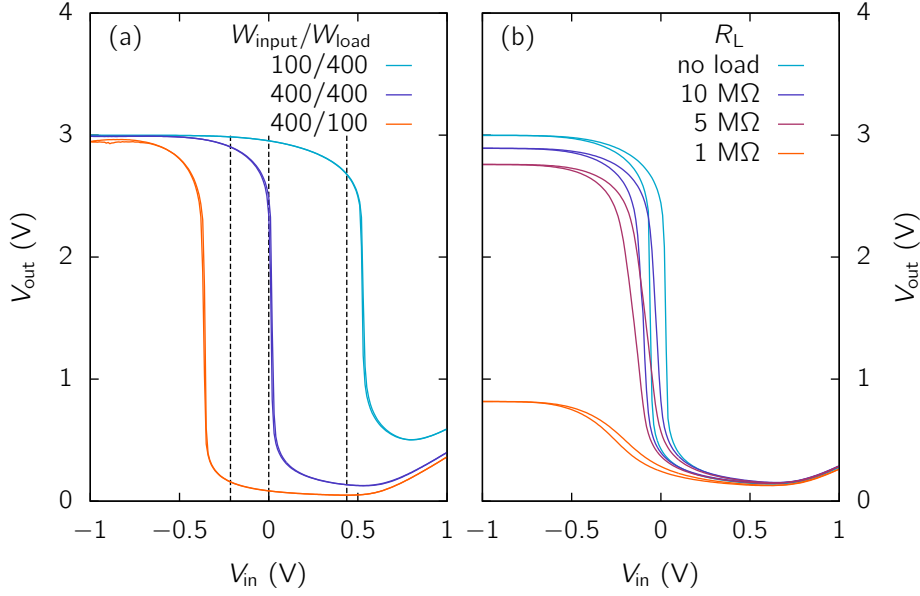 (a)
W_input/W_load
100/400
400/400
400/100
V_out (V)
4
3
2
1
0
−1 −0.5 0 0.5 1
V_in (V)
(b)
R_L
no load
10 MΩ
5 MΩ
1 MΩ
4
3
2
1
0
V_out (V)
−1 −0.5 0 0.5 1
V_in (V)